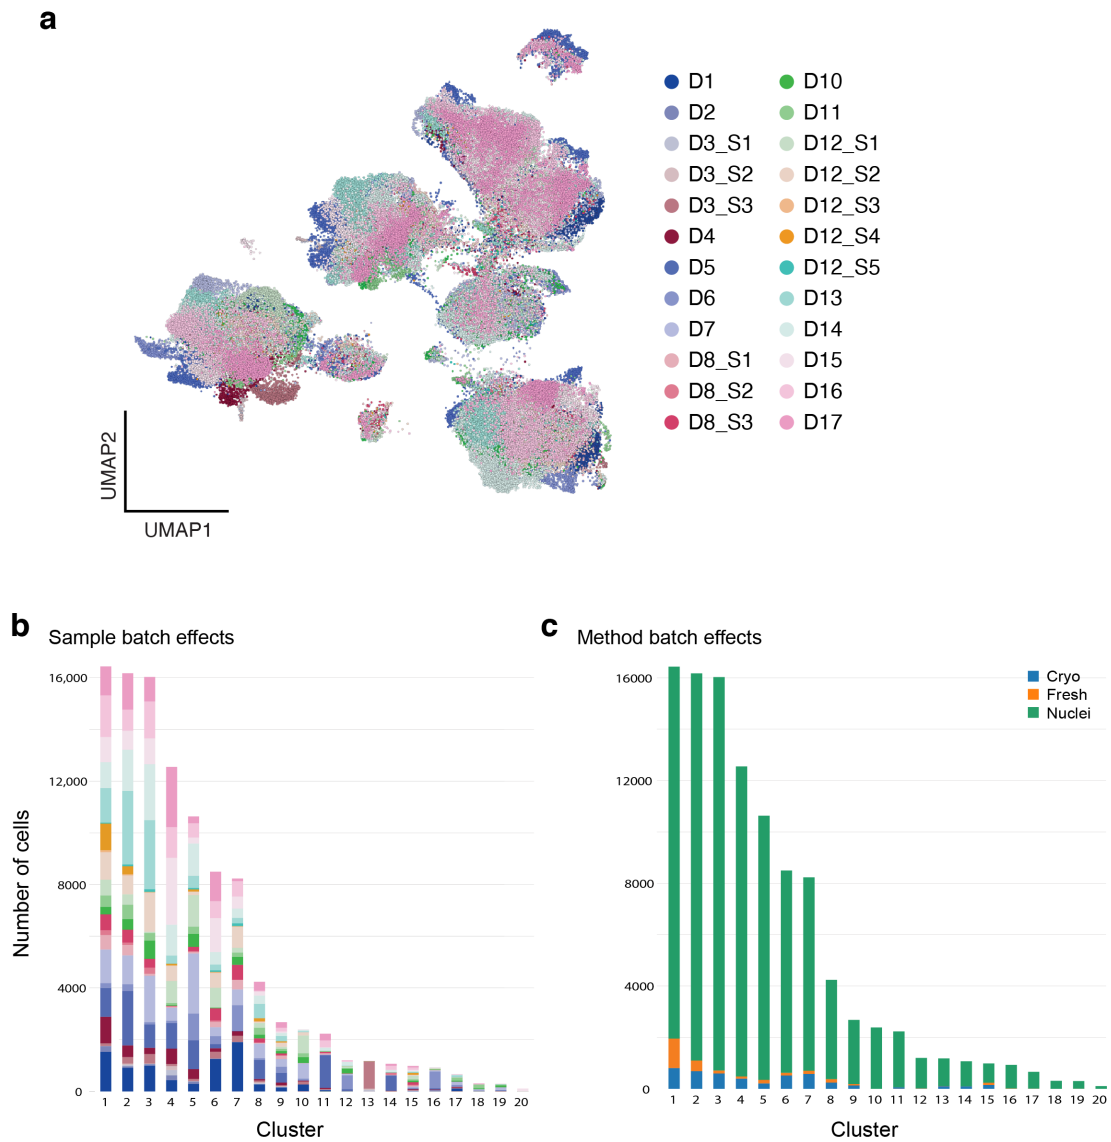 a
D1 D10
D2 D11
D3_S1 D12_S1
D3_S2 D12_S2
D3_S3 D12_S3
D4 D12_S4
D5 D12_S5
D6 D13
D7 D14
D8_S1 D15
D8_S2 D16
D8_S3 D17
UMAP2
UMAP1
b Sample batch effects
16,000
12,000
8000
4000
0
Number of cells
1 2 3 4 5 6 7 8 9 10 11 12 13 14 15 16 17 18 19 20
Cluster
c Method batch effects
Cryo
Fresh
Nuclei
16000
12000
8000
4000
0
1 2 3 4 5 6 7 8 9 10 11 12 13 14 15 16 17 18 19 20
Cluster